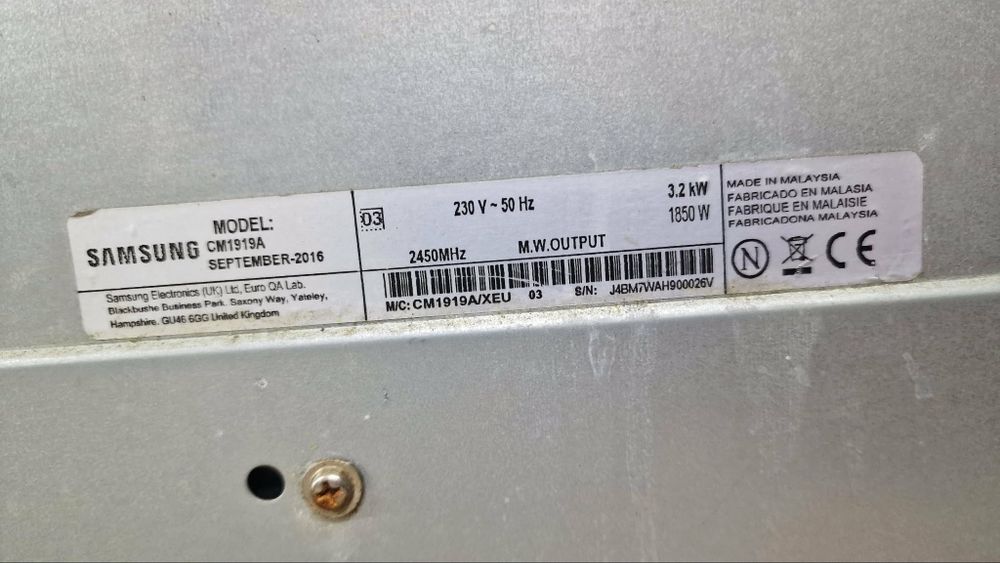 MODEL:
SAMSUNG CM1919A
SEPTEMBER-2016
Samsung Electronics (UK) Ltd, Euro QA Lab.
Blackbushe Business Park. Saxony Way, Yateley,
Hampshire. GU46 6GG United Kingdom
D3 230 V ~ 50 Hz 3.2 kW
1850 W
2450MHz M.W.OUTPUT
M/C: CM1919A/XEU 03 S/N: J4BM7WAH900026V
MADE IN MALAYSIA
FABRICADO EN MALASIA
FABRIQUE EN MALAISIE
FABRICADONA MALAYSIA
N CE